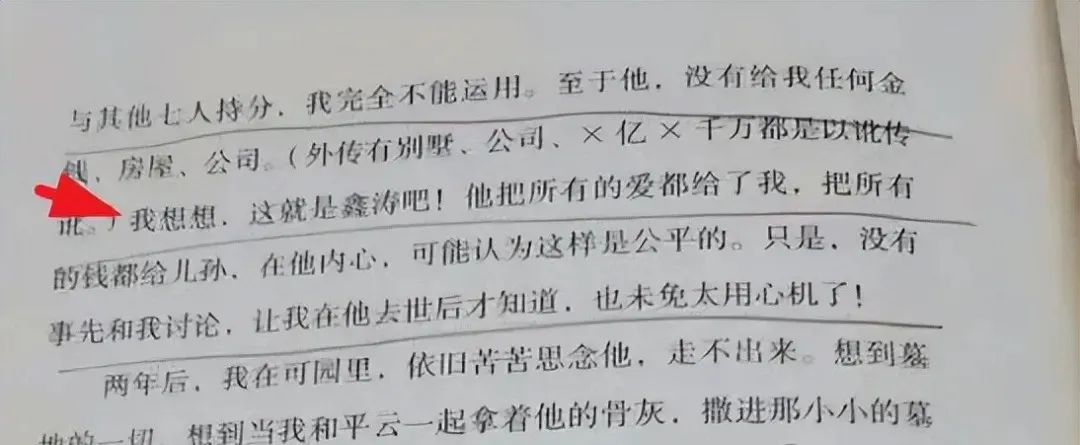 与其他七人持分，我完全不能运用。至于他，没有给我任何金
钱、房屋、公司。（外传有别墅、公司、×亿×千万都是以讹传
讹。）我想想，这就是鑫涛吧！他把所有的爱都给了我，把所有
的钱都给儿孙，在他内心，可能认为这样是公平的。只是，没有
事先和我讨论，让我在他去世后才知道，也未免太用心机了！
两年后，我在可园里，依旧苦苦思念他，走不出来。想到墓
地的一切，想到当我和平云一起拿着他的骨灰，撒进那小小的墓